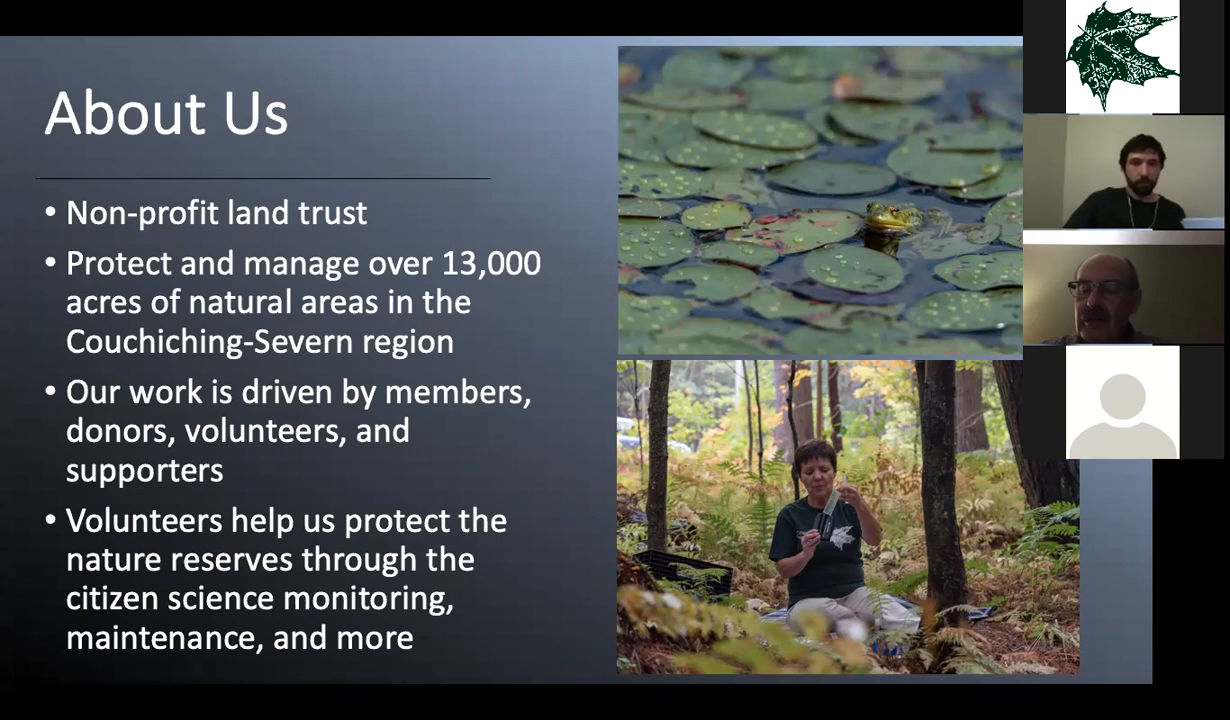 About Us
• Non-profit land trust
• Protect and manage over 13,000
acres of natural areas in the
Couchiching-Severn region
• Our work is driven by members,
donors, volunteers, and
supporters
• Volunteers help us protect the
nature reserves through the
citizen science monitoring,
maintenance, and more